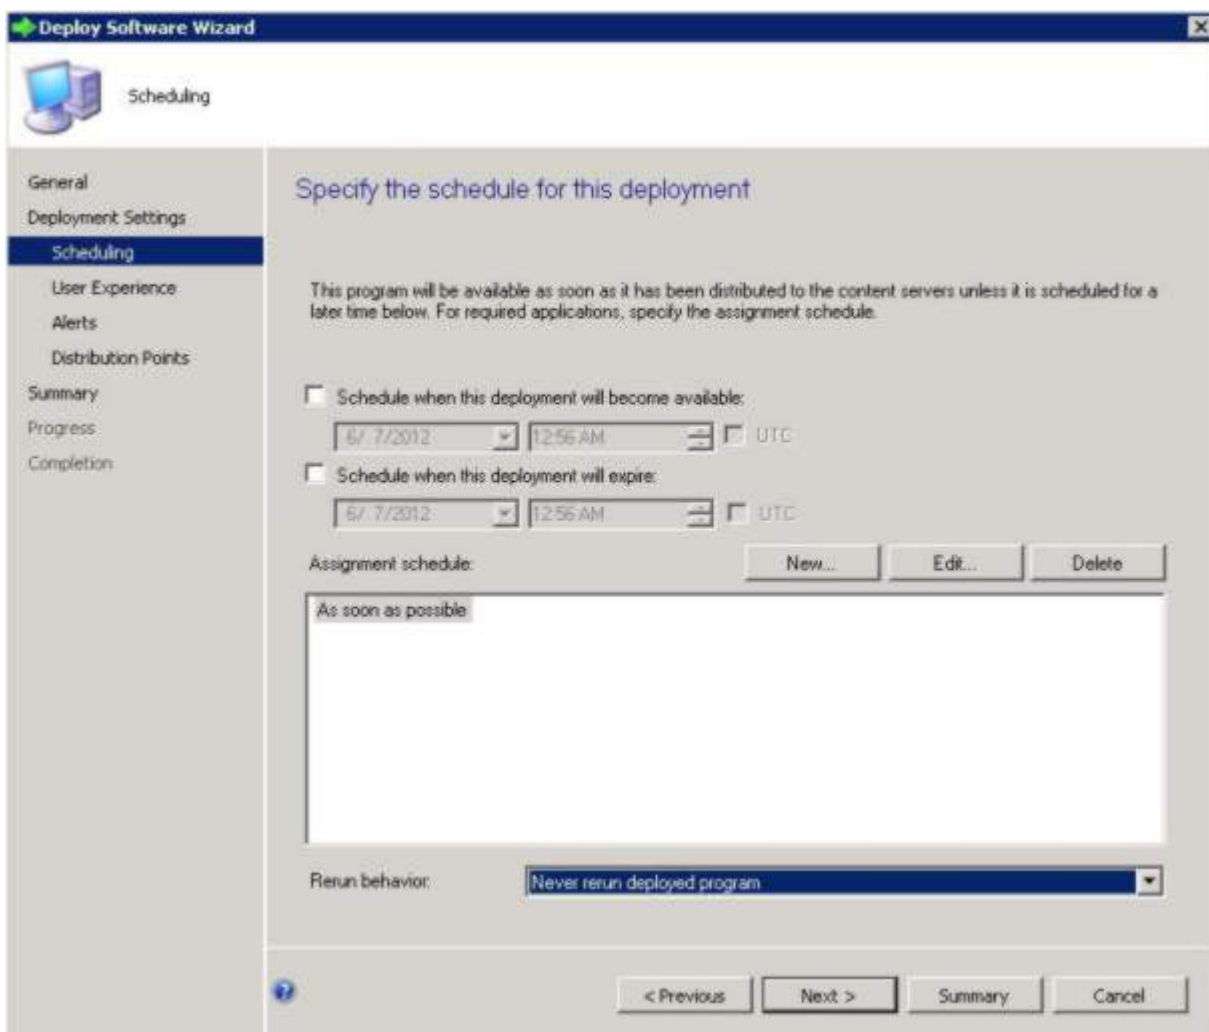 Deploy Software Wizard
Scheduling
General
Deployment Settings
Scheduling
User Experience
Alerts
Distribution Points
Summary
Progress
Completion
Specify the schedule for this deployment
This program will be available as soon as it has been distributed to the content servers unless it is scheduled for a
later time below. For required applications, specify the assignment schedule.
Schedule when this deployment will become available:
6/ 7/2012 12:56 AM UTC
Schedule when this deployment will expire:
6/ 7/2012 12:56 AM UTC
Assignment schedule: New... Edit... Delete
As soon as possible
Rerun behavior: Never rerun deployed program
< Previous Next > Summary Cancel